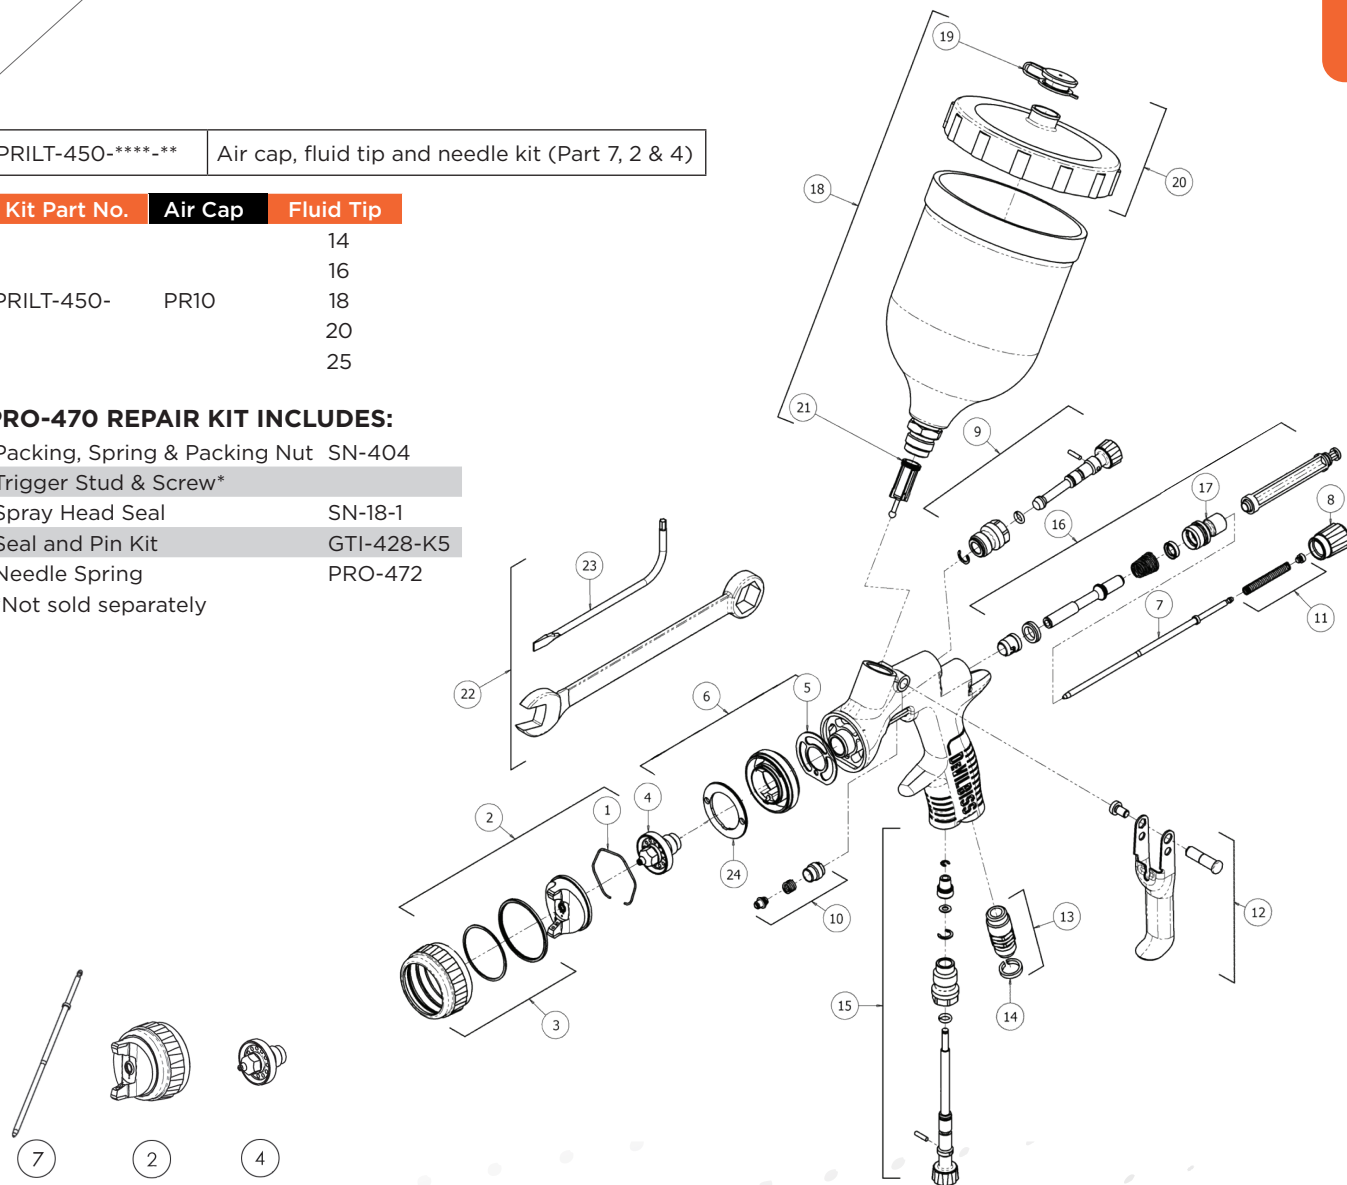 PRILT-450-****-** Air cap, fluid tip and needle kit (Part 7, 2 & 4)
Kit Part No. Air Cap Fluid Tip
14
16
PRILT-450- PR10 18
20
25
PRO-470 REPAIR KIT INCLUDES:
Packing, Spring & Packing Nut SN-404
Trigger Stud & Screw*
Spray Head Seal SN-18-1
Seal and Pin Kit GTI-428-K5
Needle Spring PRO-472
Not sold separately
19
20
18
21
9
16
17
8
23
7
11
22
6
5
4
1
2
24
10
13
12
15
14
3
DEVILBISS
7
2
4